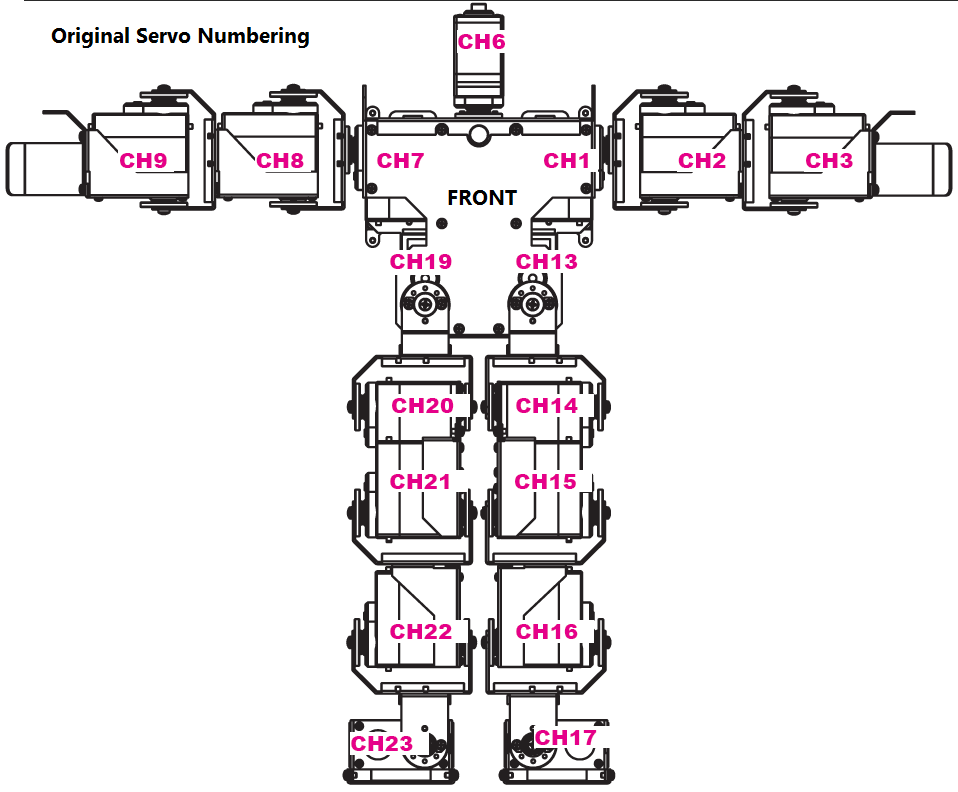 Original Servo Numbering
CH6
CH9 CH8 CH7 CH1 CH2 CH3
FRONT
CH19 CH13
CH20 CH14
CH21 CH15
CH22 CH16
CH23 CH17